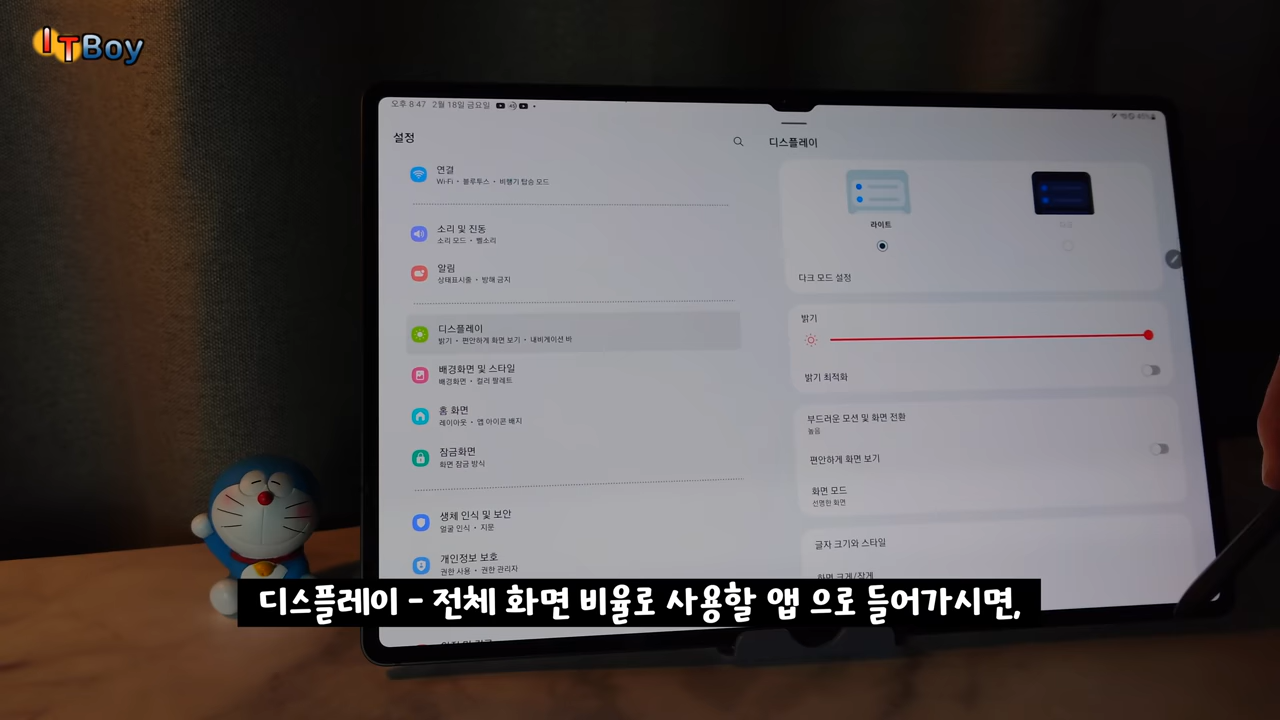 ITBoy
오후 8:47 2월 18일 금요일
설정
연결
Wi-Fi • 블루투스 • 비행기 탑승 모드
소리 및 진동
소리 모드 • 벨소리
알림
상태표시줄 • 방해 금지
디스플레이
밝기 • 편안하게 화면 보기 • 내비게이션 바
배경화면 및 스타일
배경화면 • 컬러 팔레트
홈 화면
레이아웃 • 앱 아이콘 배지
잠금화면
화면 잠금 방식
생체 인식 및 보안
얼굴 인식 • 지문
개인정보 보호
권한 사용 • 권한 관리자
디스플레이
라이트
다크 모드 설정
밝기
밝기 최적화
부드러운 모션 및 화면 전환
높음
편안하게 화면 보기
화면 모드
선명한 화면
글자 크기와 스타일
디스플레이 - 전체 화면 비율로 사용할 앱 으로 들어가시면,